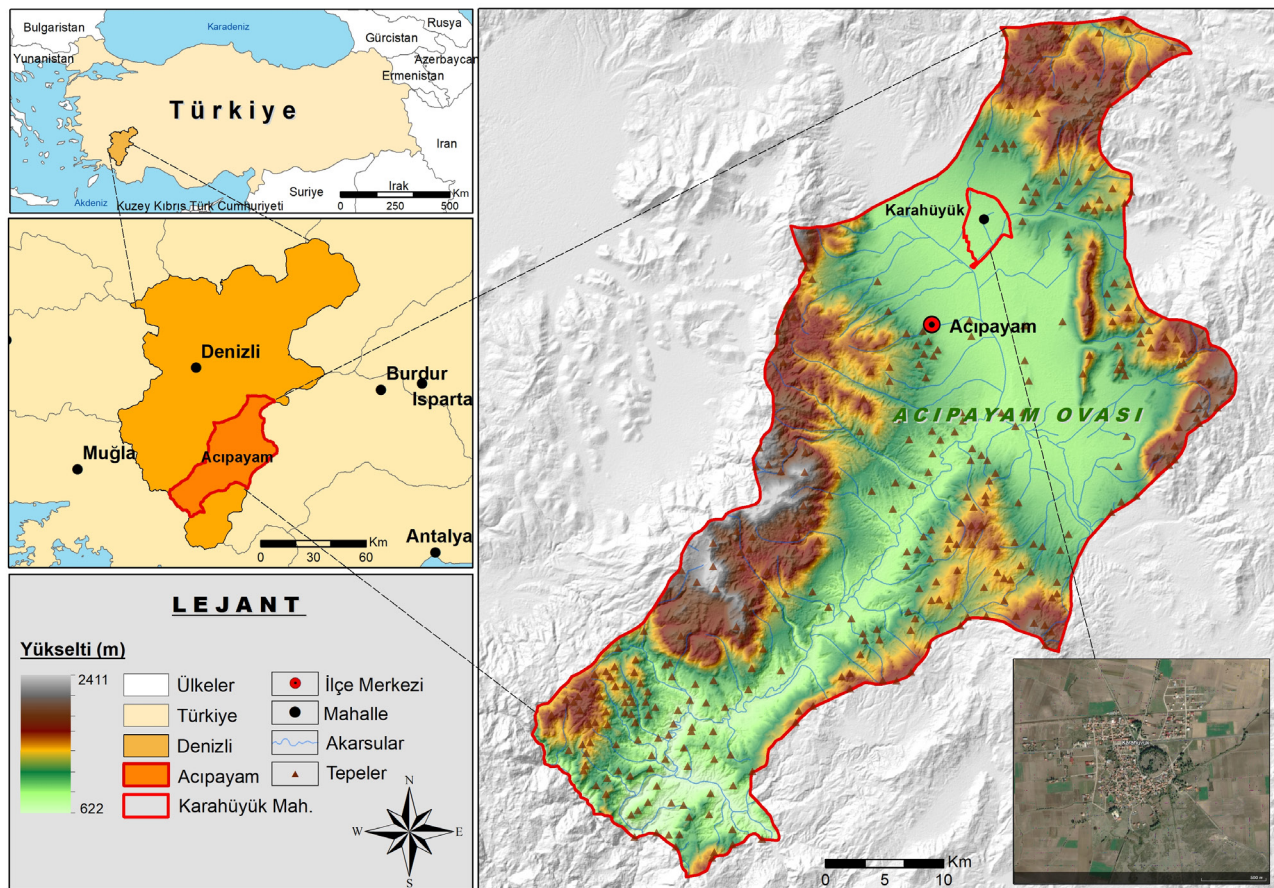 Bulgaristan
Karadeniz
Rusya
Gürcistan
Yunanistan
Azerbaycan
Ermenistan
Türkiye
İran
Suriye
Irak
Km
0 250 500
Akdeniz
Kuzey Kıbrıs Türk Cumhuriyeti
Denizli
Burdur
Isparta
Acıpayam
Muğla
Km
0 30 60
Antalya
LEJANT
Yükselti (m)
2411
622
Ülkeler
Türkiye
Denizli
Acıpayam
Karahüyük Mah.
İlçe Merkezi
Mahalle
Akarsular
Tepeler
N
W
E
S
Karahüyük
Acıpayam
ACIPAYAM OVASI
Karahüyük
Km
0 5 10